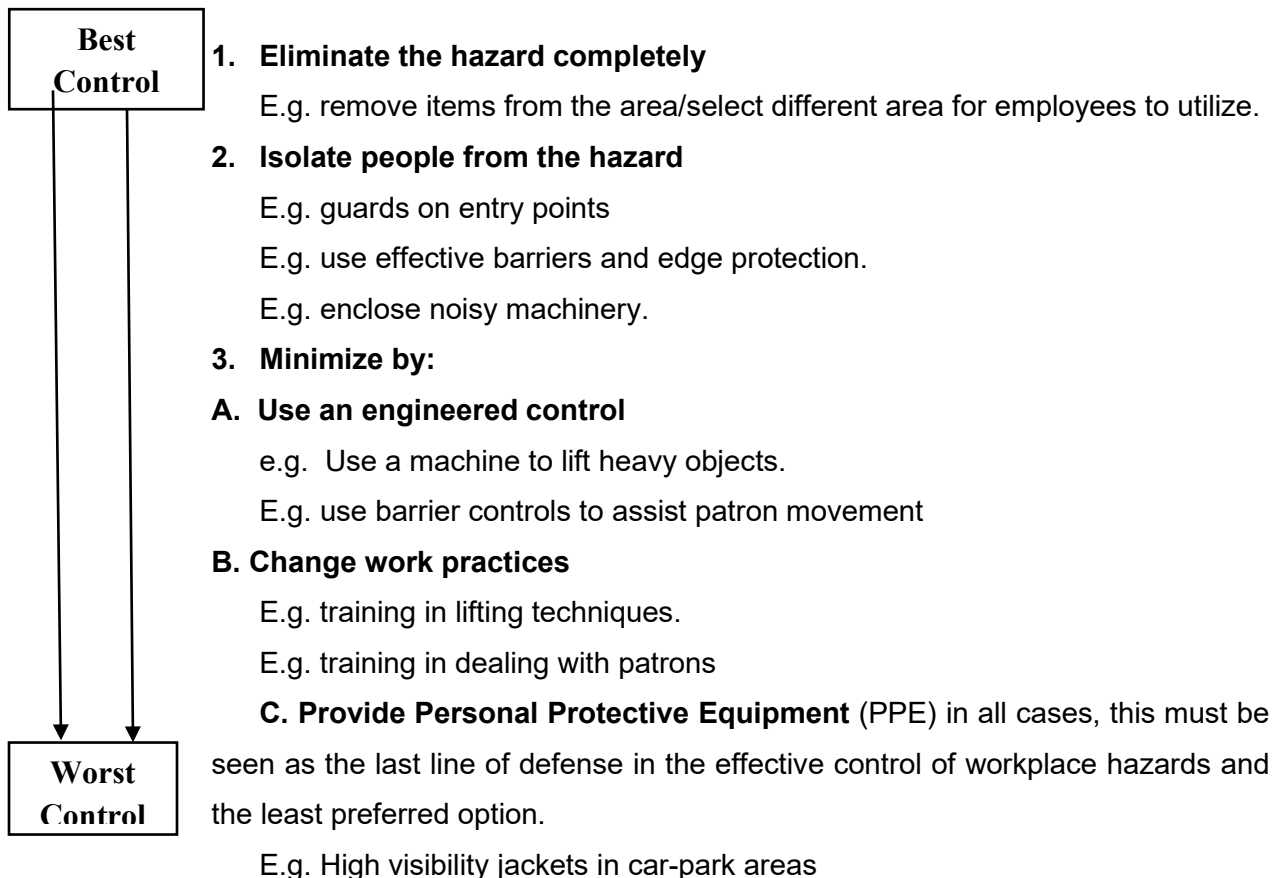 Best
Control
1. Eliminate the hazard completely
E.g. remove items from the area/select different area for employees to utilize.
2. Isolate people from the hazard
E.g. guards on entry points
E.g. use effective barriers and edge protection.
E.g. enclose noisy machinery.
3. Minimize by:
A. Use an engineered control
e.g. Use a machine to lift heavy objects.
E.g. use barrier controls to assist patron movement
B. Change work practices
E.g. training in lifting techniques.
E.g. training in dealing with patrons
C. Provide Personal Protective Equipment (PPE) in all cases, this must be
seen as the last line of defense in the effective control of workplace hazards and
the least preferred option.
E.g. High visibility jackets in car-park areas
Worst
Control